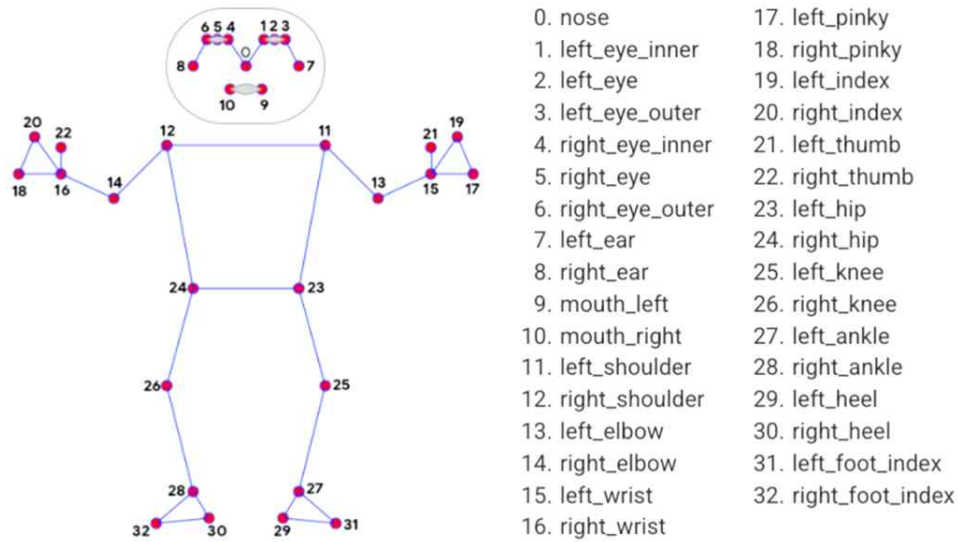 6 5 4 0 1 2 3
8 7
10 9
20 22 12 11 21 19
18 16 14 13 15 17
24 23
26 25
28 27
32 30 29 31
0. nose
1. left_eye_inner
2. left_eye
3. left_eye_outer
4. right_eye_inner
5. right_eye
6. right_eye_outer
7. left_ear
8. right_ear
9. mouth_left
10. mouth_right
11. left_shoulder
12. right_shoulder
13. left_elbow
14. right_elbow
15. left_wrist
16. right_wrist
17. left_pinky
18. right_pinky
19. left_index
20. right_index
21. left_thumb
22. right_thumb
23. left_hip
24. right_hip
25. left_knee
26. right_knee
27. left_ankle
28. right_ankle
29. left_heel
30. right_heel
31. left_foot_index
32. right_foot_index